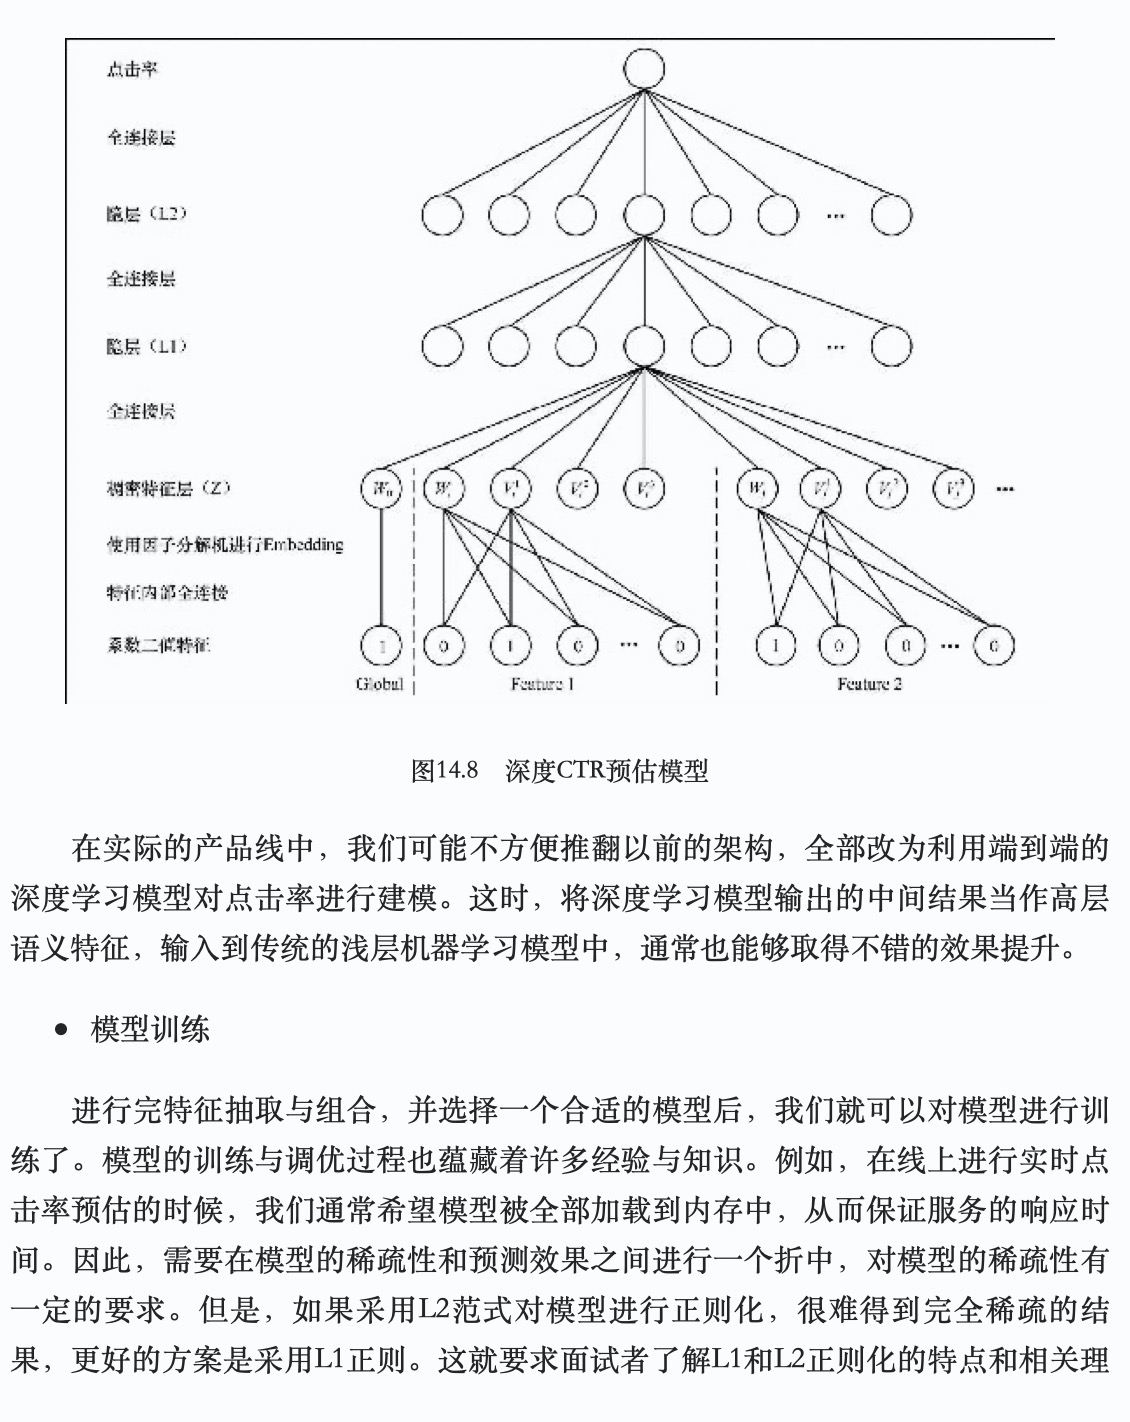 点击率
全连接层
隐层（L2）
全连接层
隐层（L1）
全连接层
稠密特征层（Z）
W₀ Wᵢ Vᵢ¹ Vᵢ² Vᵢ³ Wⱼ Vⱼ¹ Vⱼ² Vⱼ³ …
使用因子分解机进行Embedding
特征内部全连接
系数二值特征
1 0 1 0 … 0 1 0 0 … 0
Global Feature 1 Feature 2
图14.8 深度CTR预估模型
在实际的产品线中，我们可能不方便推翻以前的架构，全部改为利用端到端的
深度学习模型对点击率进行建模。这时，将深度学习模型输出的中间结果当作高层
语义特征，输入到传统的浅层机器学习模型中，通常也能够取得不错的效果提升。
● 模型训练
进行完特征抽取与组合，并选择一个合适的模型后，我们就可以对模型进行训
练了。模型的训练与调优过程也蕴藏着许多经验与知识。例如，在线上进行实时点
击率预估的时候，我们通常希望模型被全部加载到内存中，从而保证服务的响应时
间。因此，需要在模型的稀疏性和预测效果之间进行一个折中，对模型的稀疏性有
一定的要求。但是，如果采用L2范式对模型进行正则化，很难得到完全稀疏的结
果，更好的方案是采用L1正则。这就要求面试者了解L1和L2正则化的特点和相关理